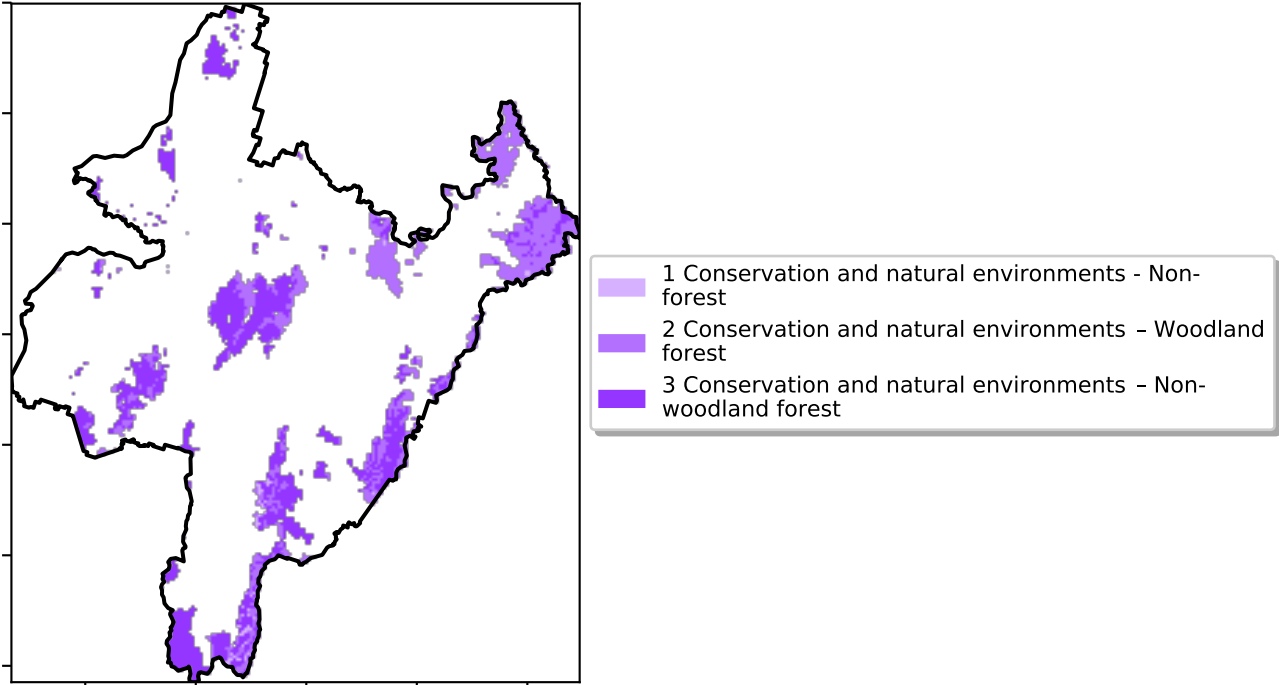 1 Conservation and natural environments - Non-
forest
2 Conservation and natural environments – Woodland
forest
3 Conservation and natural environments – Non-
woodland forest